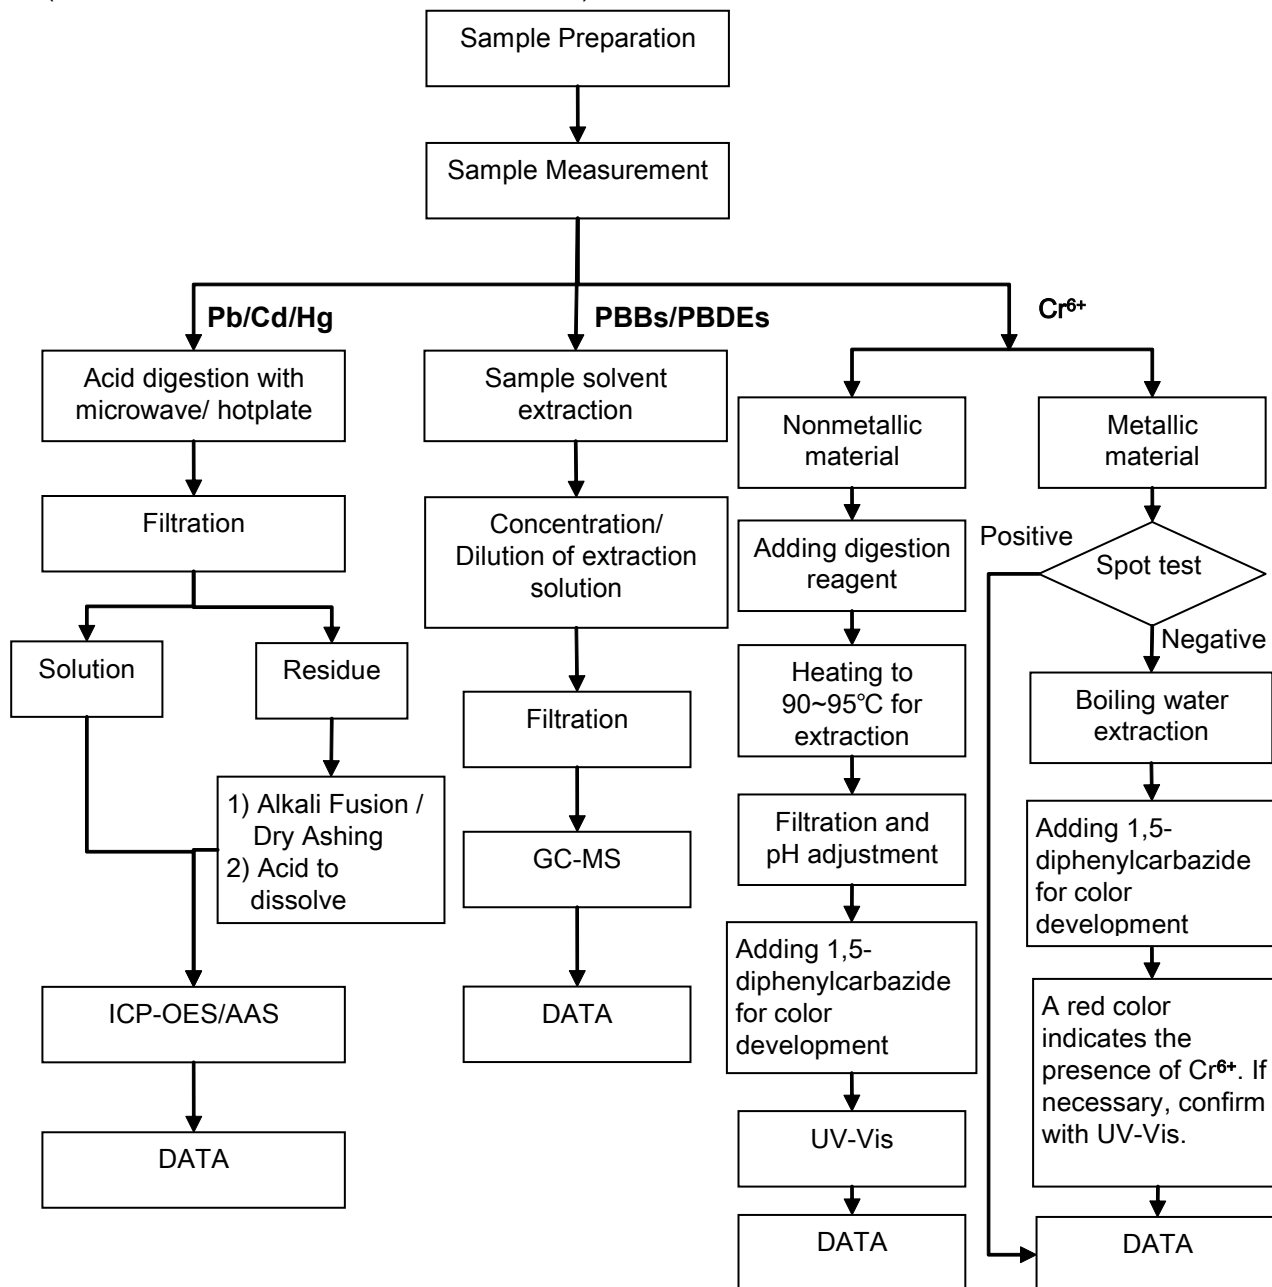 Sample Preparation
Sample Measurement
Pb/Cd/Hg
PBBs/PBDEs
Cr6+
Acid digestion with
microwave/ hotplate
Filtration
Solution
Residue
1) Alkali Fusion /
Dry Ashing
2) Acid to
dissolve
ICP-OES/AAS
DATA
Sample solvent
extraction
Concentration/
Dilution of extraction
solution
Filtration
GC-MS
DATA
Nonmetallic
material
Adding digestion
reagent
Heating to
90~95℃ for
extraction
Filtration and
pH adjustment
Adding 1,5-
diphenylcarbazide
for color
development
UV-Vis
DATA
Metallic
material
Positive
Spot test
Negative
Boiling water
extraction
Adding 1,5-
diphenylcarbazide
for color
development
A red color
indicates the
presence of Cr6+. If
necessary, confirm
with UV-Vis.
DATA